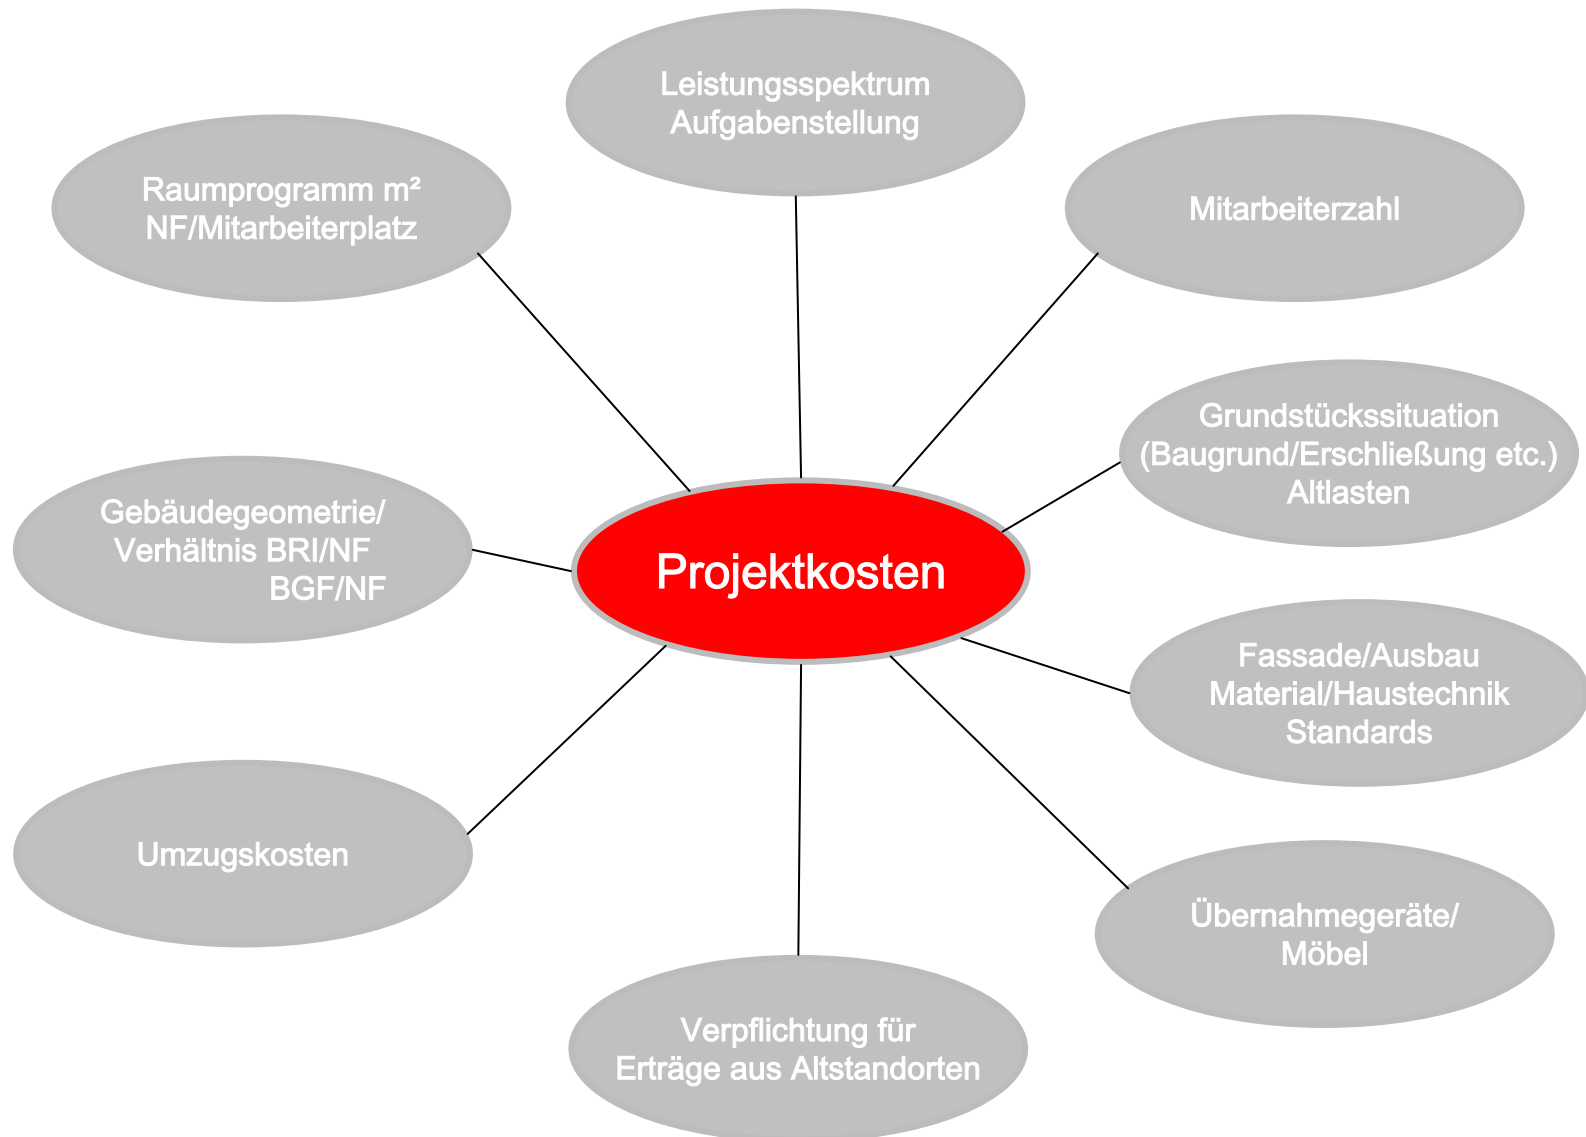 Leistungsspektrum
Aufgabenstellung
Raumprogramm m²
NF/Mitarbeiterplatz
Mitarbeiterzahl
Grundstückssituation
(Baugrund/Erschließung etc.)
Altlasten
Gebäudegeometrie/
Verhältnis BRI/NF
BGF/NF
Projektkosten
Fassade/Ausbau
Material/Haustechnik
Standards
Umzugskosten
Übernahmegeräte/
Möbel
Verpflichtung für
Erträge aus Altstandorten